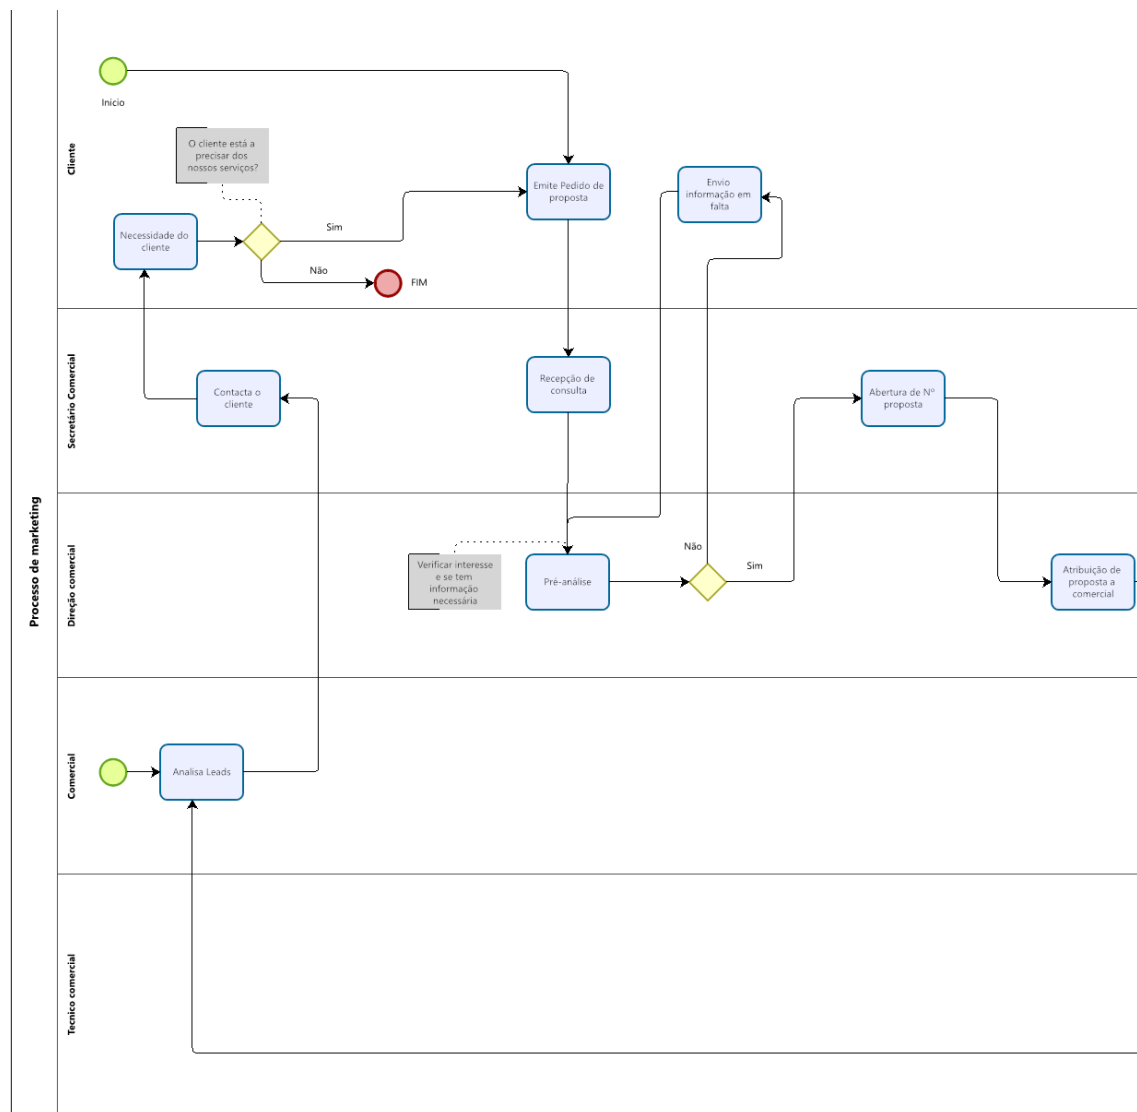 Processo de marketing
Cliente
Inicio
O cliente está a
precisar dos
nossos serviços?
Necessidade do
cliente
Sim
Não
FIM
Emite Pedido de
proposta
Envio
informação em
falta
Secretário Comercial
Contacta o
cliente
Recepção de
consulta
Abertura de Nº
proposta
Direção comercial
Verificar interesse
e se tem
informação
necessária
Pré-análise
Não
Sim
Atribuição de
proposta a
comercial
Comercial
Analisa Leads
Tecnico comercial